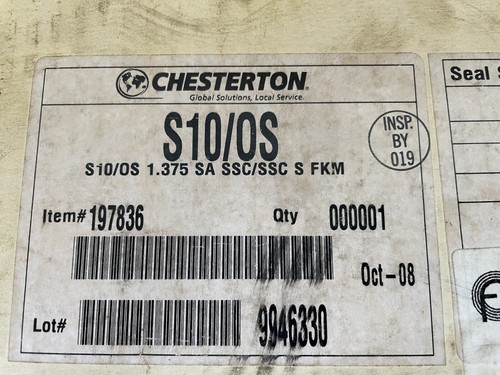 CHESTERTON®
Global Solutions, Local Service.
S10/OS
S10/OS 1.375 SA SSC/SSC S FKM
INSP.
BY
019
Item# 197836 Qty 000001
Oct-08
Lot# 9946330
Seal